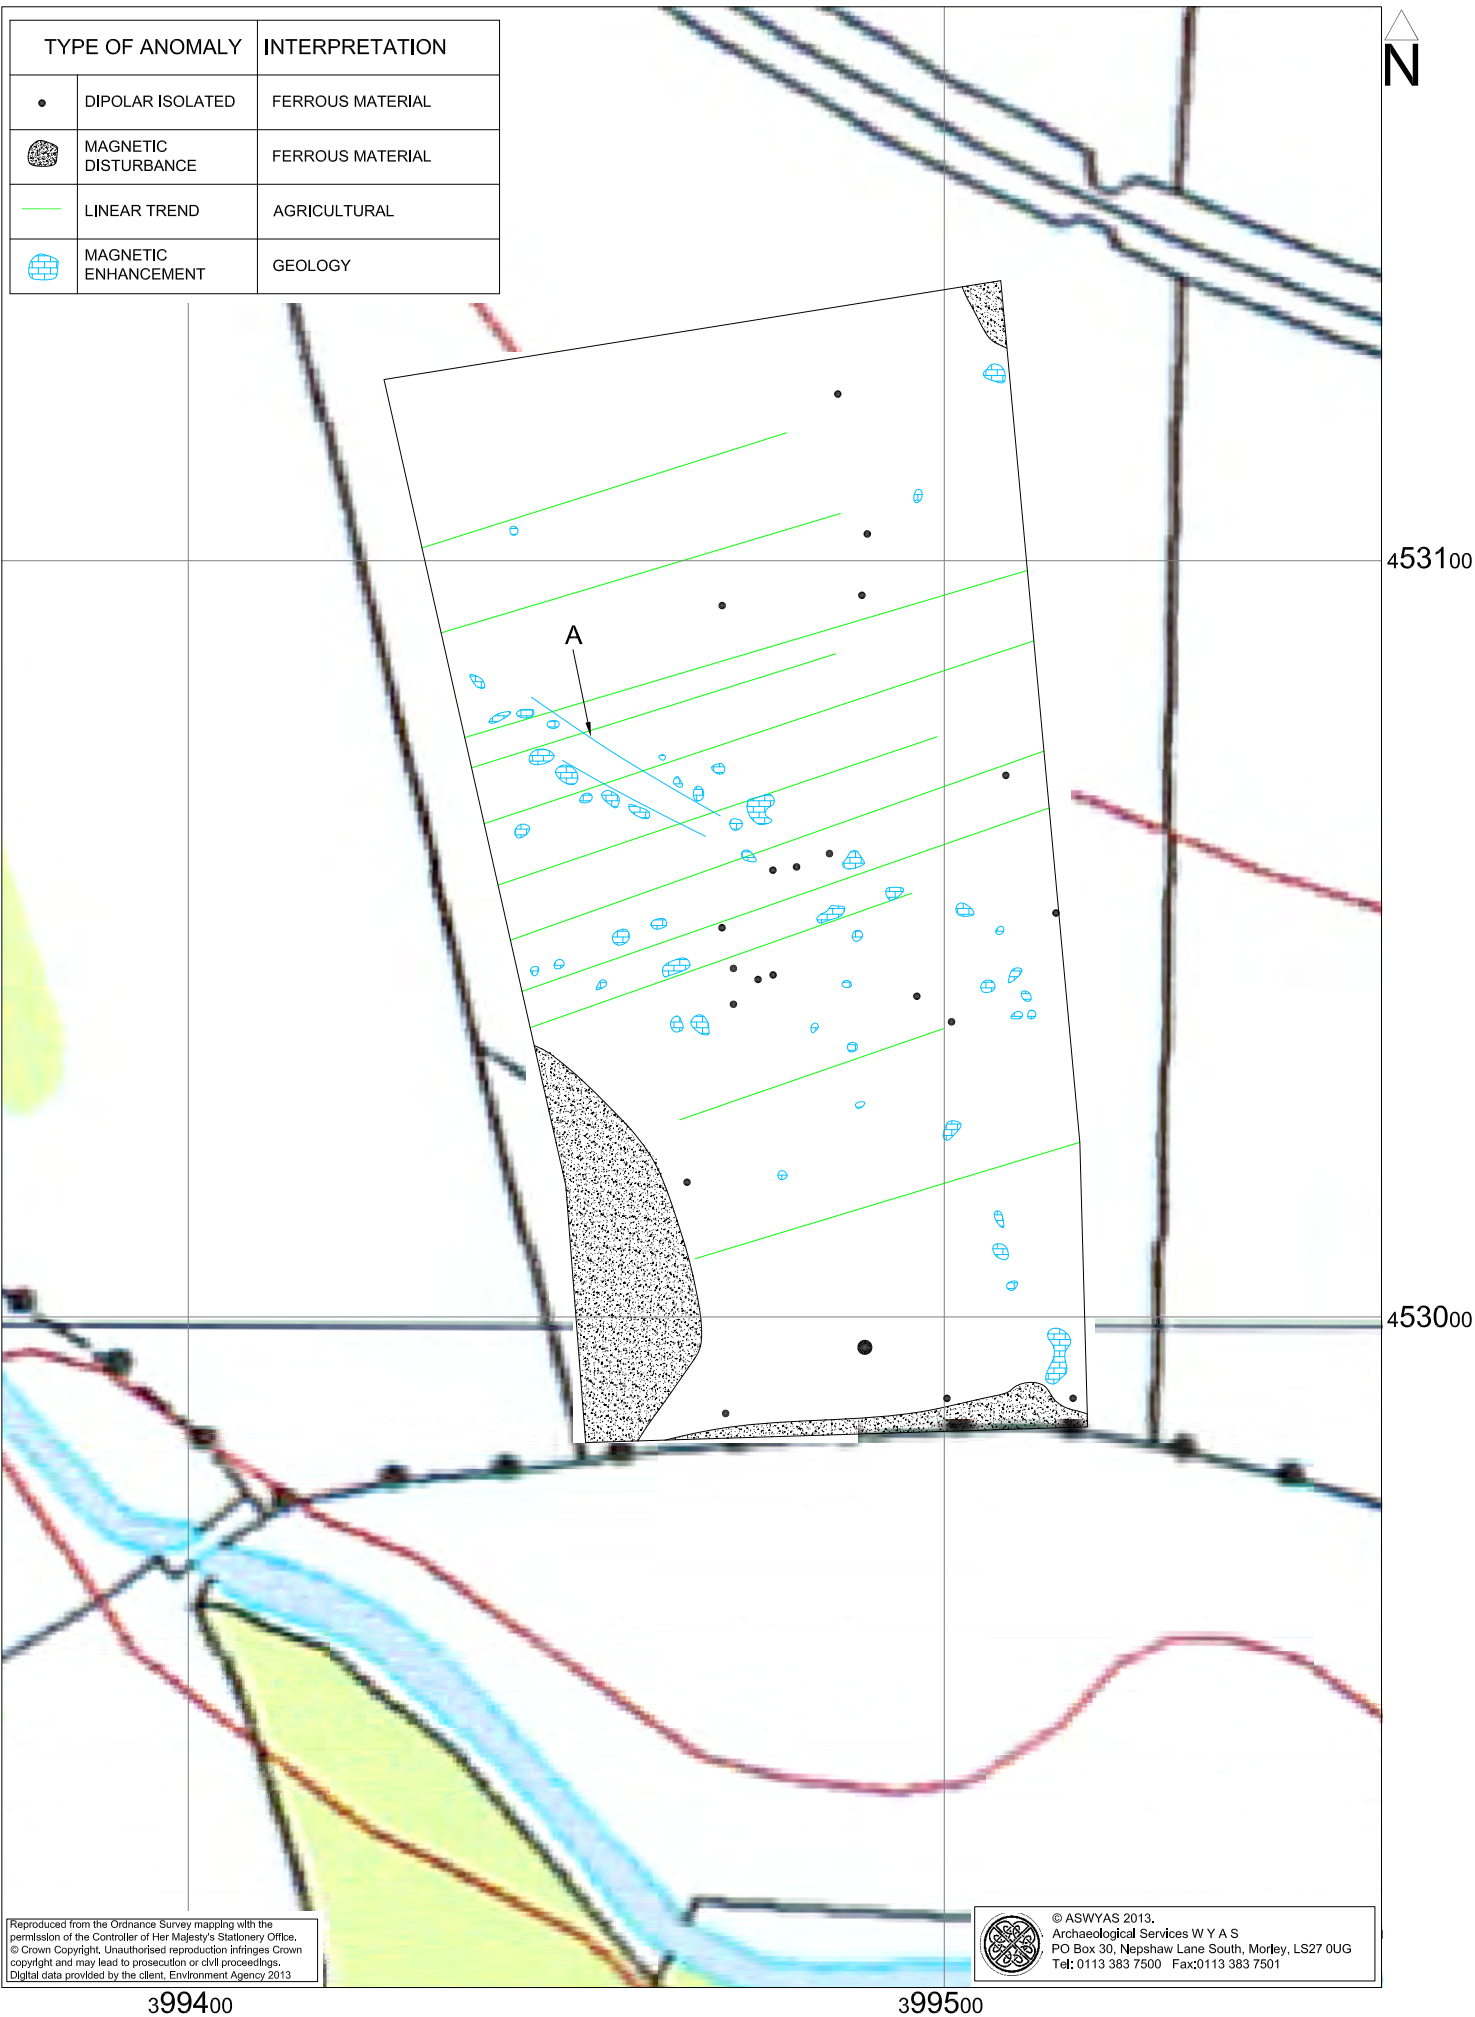 TYPE OF ANOMALY INTERPRETATION
DIPOLAR ISOLATED FERROUS MATERIAL
MAGNETIC
DISTURBANCE
FERROUS MATERIAL
LINEAR TREND AGRICULTURAL
MAGNETIC
ENHANCEMENT
GEOLOGY
N
453100
A
453000
Reproduced from the Ordnance Survey mapping with the
permission of the Controller of Her Majesty's Stationery Office.
© Crown Copyright. Unauthorised reproduction infringes Crown
copyright and may lead to prosecution or civil proceedings.
Digital data provided by the client, Environment Agency 2013
© ASWYAS 2013.
Archaeological Services W Y A S
PO Box 30, Nepshaw Lane South, Morley, LS27 0UG
Tel: 0113 383 7500 Fax:0113 383 7501
399400
399500